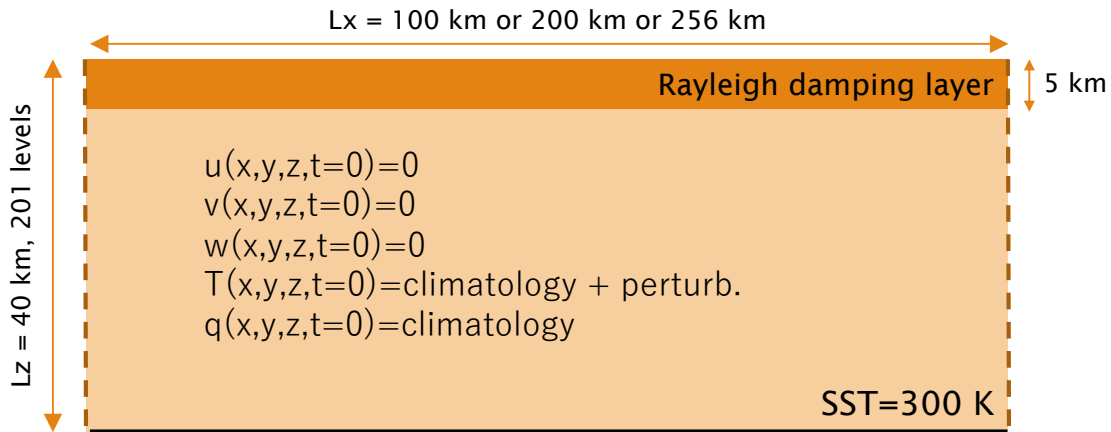 Lx = 100 km or 200 km or 256 km
Rayleigh damping layer
5 km
Lz = 40 km, 201 levels
u(x,y,z,t=0)=0
v(x,y,z,t=0)=0
w(x,y,z,t=0)=0
T(x,y,z,t=0)=climatology + perturb.
q(x,y,z,t=0)=climatology
SST=300 K